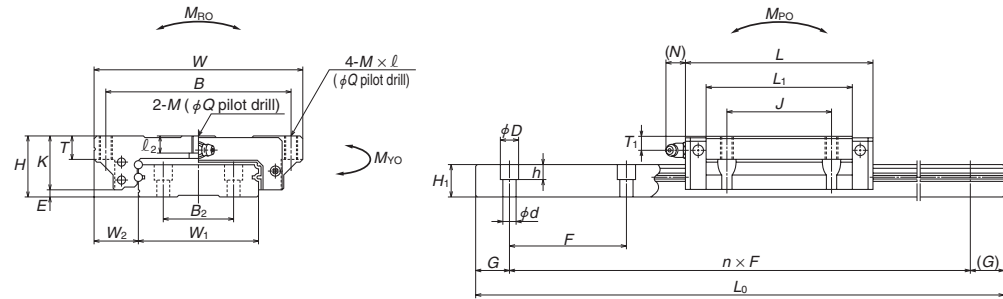 MRO
W
B
4-M × ℓ
(ϕQ pilot drill)
2-M (ϕQ pilot drill)
H
K
T
ℓ2
MYO
E
B2
W2
W1
MPO
(N)
L
L1
J
T1
ϕD
H1
h
ϕd
F
G
n × F
(G)
L0